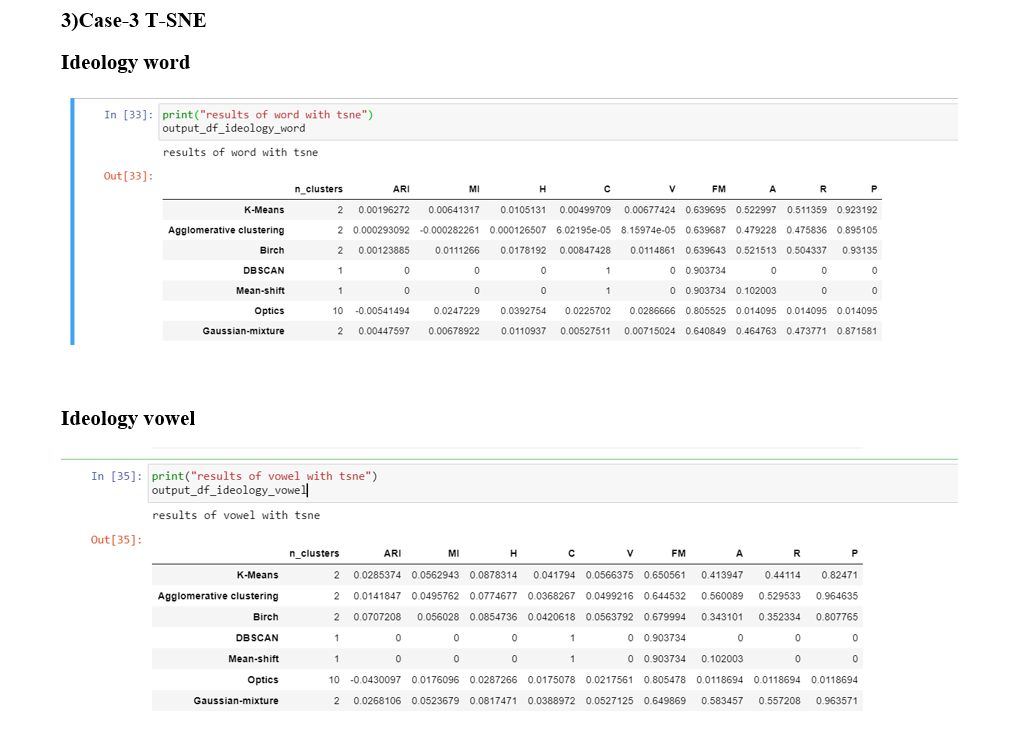 3)Case-3 T-SNE
Ideology word
In [33]: print("results of word with tsne")
output_df_ideology_word
results of word with tsne
Out[33]:
n_clusters ARI MI H C V FM A R P
K-Means 2 0.00196272 0.00641317 0.0105131 0.00499709 0.00677424 0.639695 0.522997 0.511359 0.923192
Agglomerative clustering 2 0.000293092 -0.000282261 0.000126507 6.02195e-05 8.15974e-05 0.639687 0.479228 0.475836 0.895105
Birch 2 0.00123885 0.0111266 0.0178192 0.00847428 0.0114861 0.639643 0.521513 0.504337 0.93135
DBSCAN 1 0 0 0 1 0 0.903734 0 0 0
Mean-shift 1 0 0 0 1 0 0.903734 0.102003 0 0
Optics 10 -0.00541494 0.0247229 0.0392754 0.0225702 0.0286666 0.805525 0.014095 0.014095 0.014095
Gaussian-mixture 2 0.00447597 0.00678922 0.0110937 0.00527511 0.00715024 0.640849 0.464763 0.473771 0.871581
Ideology vowel
In [35]: print("results of vowel with tsne")
output_df_ideology_vowel
results of vowel with tsne
Out[35]:
n_clusters ARI MI H C V FM A R P
K-Means 2 0.0285374 0.0562943 0.0878314 0.041794 0.0566375 0.650561 0.413947 0.44114 0.82471
Agglomerative clustering 2 0.0141847 0.0495762 0.0774677 0.0368267 0.0499216 0.644532 0.560089 0.529533 0.964635
Birch 2 0.0707208 0.056028 0.0854736 0.0420618 0.0563792 0.679994 0.343101 0.352334 0.807765
DBSCAN 1 0 0 0 1 0 0.903734 0 0 0
Mean-shift 1 0 0 0 1 0 0.903734 0.102003 0 0
Optics 10 -0.0430097 0.0176096 0.0287266 0.0175078 0.0217561 0.805478 0.0118694 0.0118694 0.0118694
Gaussian-mixture 2 0.0268106 0.0523679 0.0817471 0.0388972 0.0527125 0.649869 0.583457 0.557208 0.963571